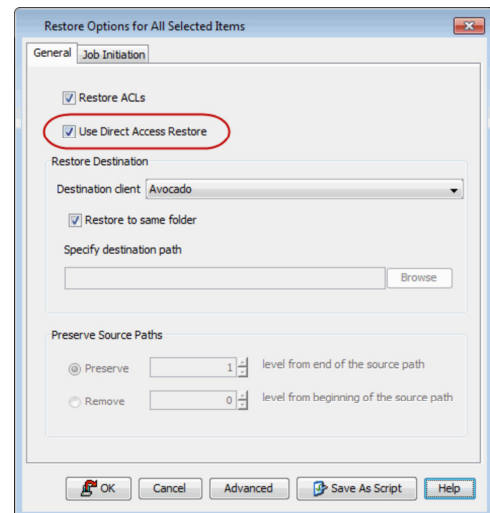 Restore Options for All Selected Items
General Job Initiation
Restore ACLs
Use Direct Access Restore
Restore Destination
Destination client Avocado
Restore to same folder
Specify destination path
Browse
Preserve Source Paths
Preserve 1 level from end of the source path
Remove 0 level from beginning of the source path
OK Cancel Advanced Save As Script Help